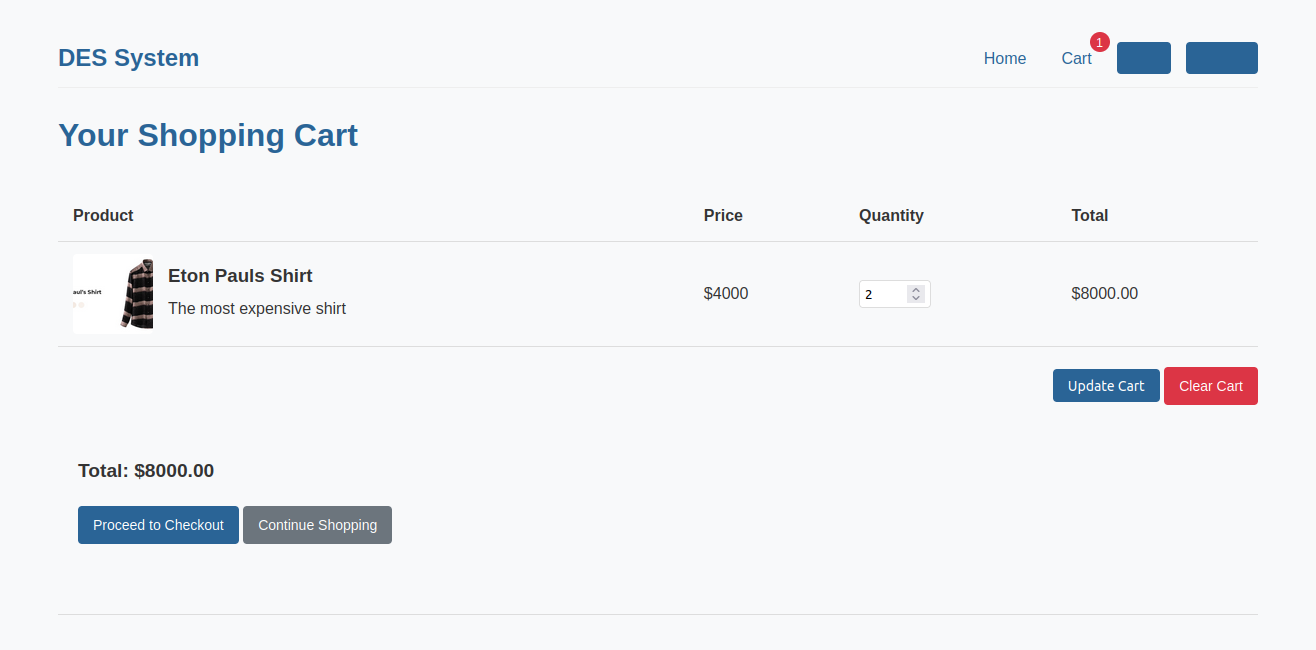 DES System
Home
Cart
1
Your Shopping Cart
Product Price Quantity Total
Eton Pauls Shirt
The most expensive shirt
aul's Shirt
$4000
2
$8000.00
Update Cart
Clear Cart
Total: $8000.00
Proceed to Checkout
Continue Shopping